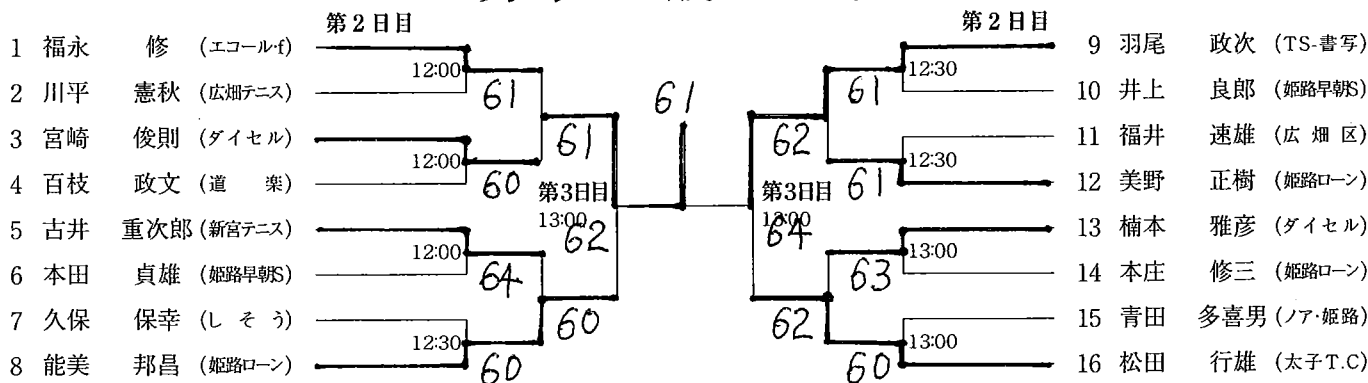 第2日目
1 福永 修 (エコール・f)
2 川平 憲秋 (広畑テニス)
3 宮崎 俊則 (ダイセル)
4 百枝 政文 (道 楽)
5 古井 重次郎 (新宮テニス)
6 本田 貞雄 (姫路早朝S)
7 久保 保幸 (しそう)
8 能美 邦昌 (姫路ローン)
12:00
61
12:00
60
12:00
64
12:30
60
61
60
第3日目
13:00
62
61
第3日目
13:00
64
62
62
12:30
61
12:30
61
13:00
63
13:00
60
第2日目
9 羽尾 政次 (TS-書写)
10 井上 良郎 (姫路早朝S)
11 福井 速雄 (広畑区)
12 美野 正樹 (姫路ローン)
13 楠本 雅彦 (ダイセル)
14 本庄 修三 (姫路ローン)
15 青田 多喜男 (ノア・姫路)
16 松田 行雄 (太子T.C)